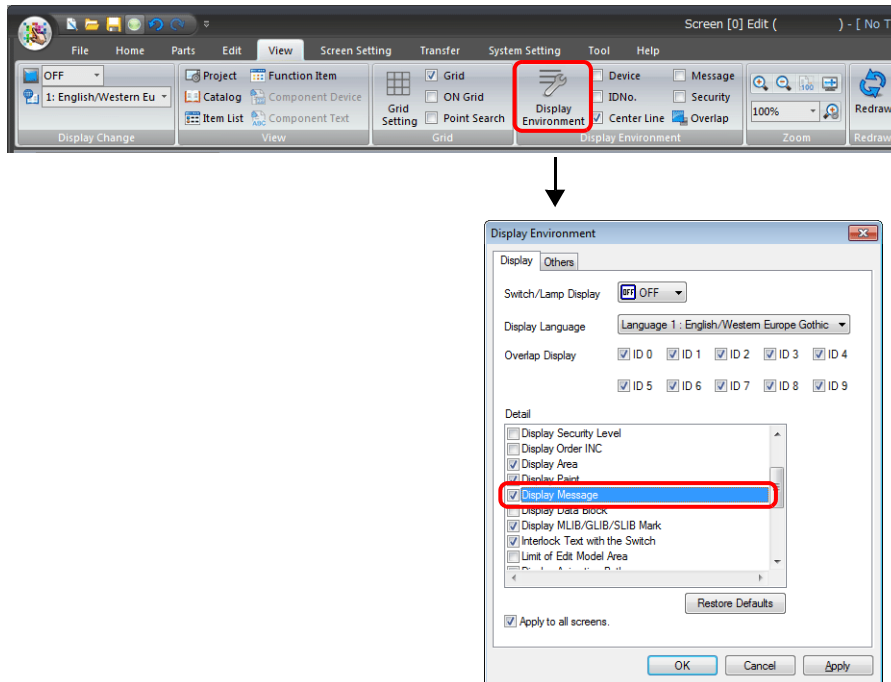 Screen [0] Edit ( ) - [ No T
File Home Parts Edit View Screen Setting Transfer System Setting Tool Help
OFF Project Function Item Grid Device Message
1: English/Western Eu Catalog Component Device ON Grid IDNo. Security 100% Redraw
Item List Component Text Grid Setting Point Search Display Environment Center Line Overlap
Display Change View Grid Display Environment Zoom Redraw
Display Environment
Display Others
Switch/Lamp Display OFF OFF
Display Language Language 1 : English/Western Europe Gothic
Overlap Display ID 0 ID 1 ID 2 ID 3 ID 4
ID 5 ID 6 ID 7 ID 8 ID 9
Detail
Display Security Level
Display Order INC
Display Area
Display Paint
Display Message
Display Data Block
Display MLIB/GLIB/SLIB Mark
Interlock Text with the Switch
Limit of Edit Model Area
Restore Defaults
Apply to all screens.
OK Cancel Apply